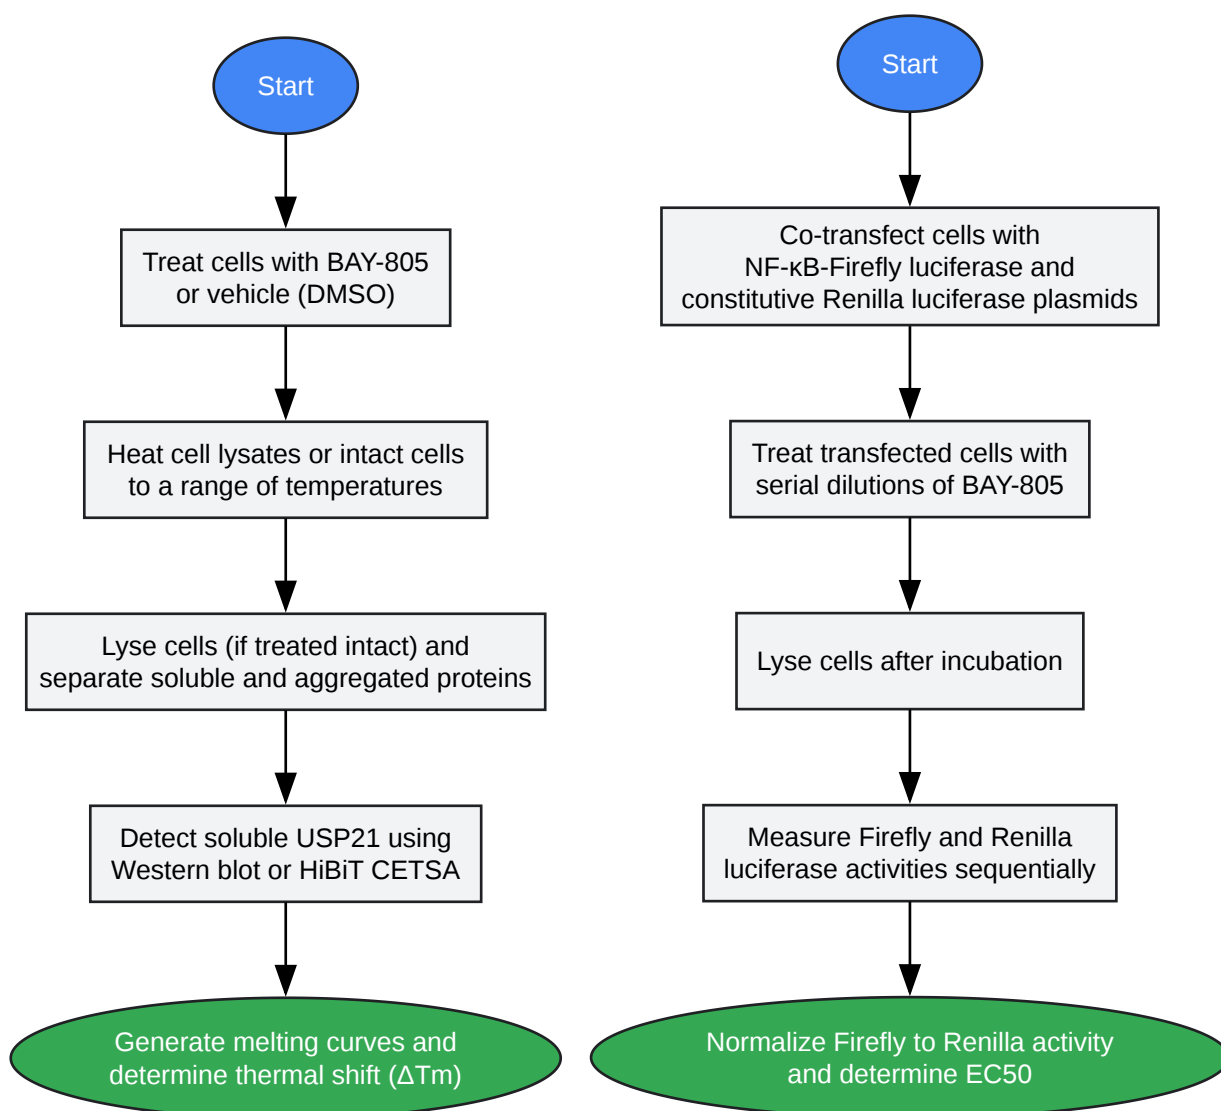 Start
Treat cells with BAY-805
or vehicle (DMSO)
Heat cell lysates or intact cells
to a range of temperatures
Lyse cells (if treated intact) and
separate soluble and aggregated proteins
Detect soluble USP21 using
Western blot or HiBiT CETSA
Generate melting curves and
determine thermal shift (ΔTm)
Start
Co-transfect cells with
NF-κB-Firefly luciferase and
constitutive Renilla luciferase plasmids
Treat transfected cells with
serial dilutions of BAY-805
Lyse cells after incubation
Measure Firefly and Renilla
luciferase activities sequentially
Normalize Firefly to Renilla activity
and determine EC50